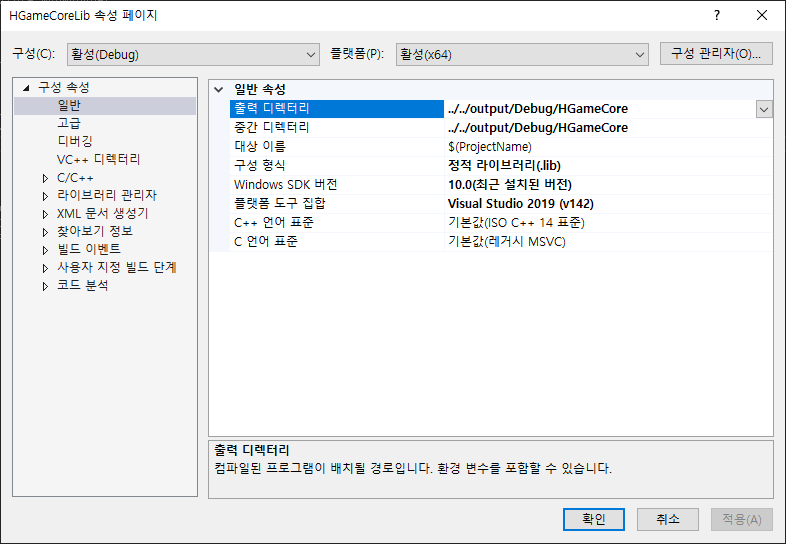 HGameCoreLib 속성 페이지
?
구성(C): 활성(Debug) 플랫폼(P): 활성(x64) 구성 관리자(O)...
구성 속성
일반
고급
디버깅
VC++ 디렉터리
C/C++
라이브러리 관리자
XML 문서 생성기
찾아보기 정보
빌드 이벤트
사용자 지정 빌드 단계
코드 분석
일반 속성
출력 디렉터리 ../../output/Debug/HGameCore
중간 디렉터리 ../../output/Debug/HGameCore
대상 이름 $(ProjectName)
구성 형식 정적 라이브러리(.lib)
Windows SDK 버전 10.0(최근 설치된 버전)
플랫폼 도구 집합 Visual Studio 2019 (v142)
C++ 언어 표준 기본값(ISO C++ 14 표준)
C 언어 표준 기본값(레거시 MSVC)
출력 디렉터리
컴파일된 프로그램이 배치될 경로입니다. 환경 변수를 포함할 수 있습니다.
확인 취소 적용(A)